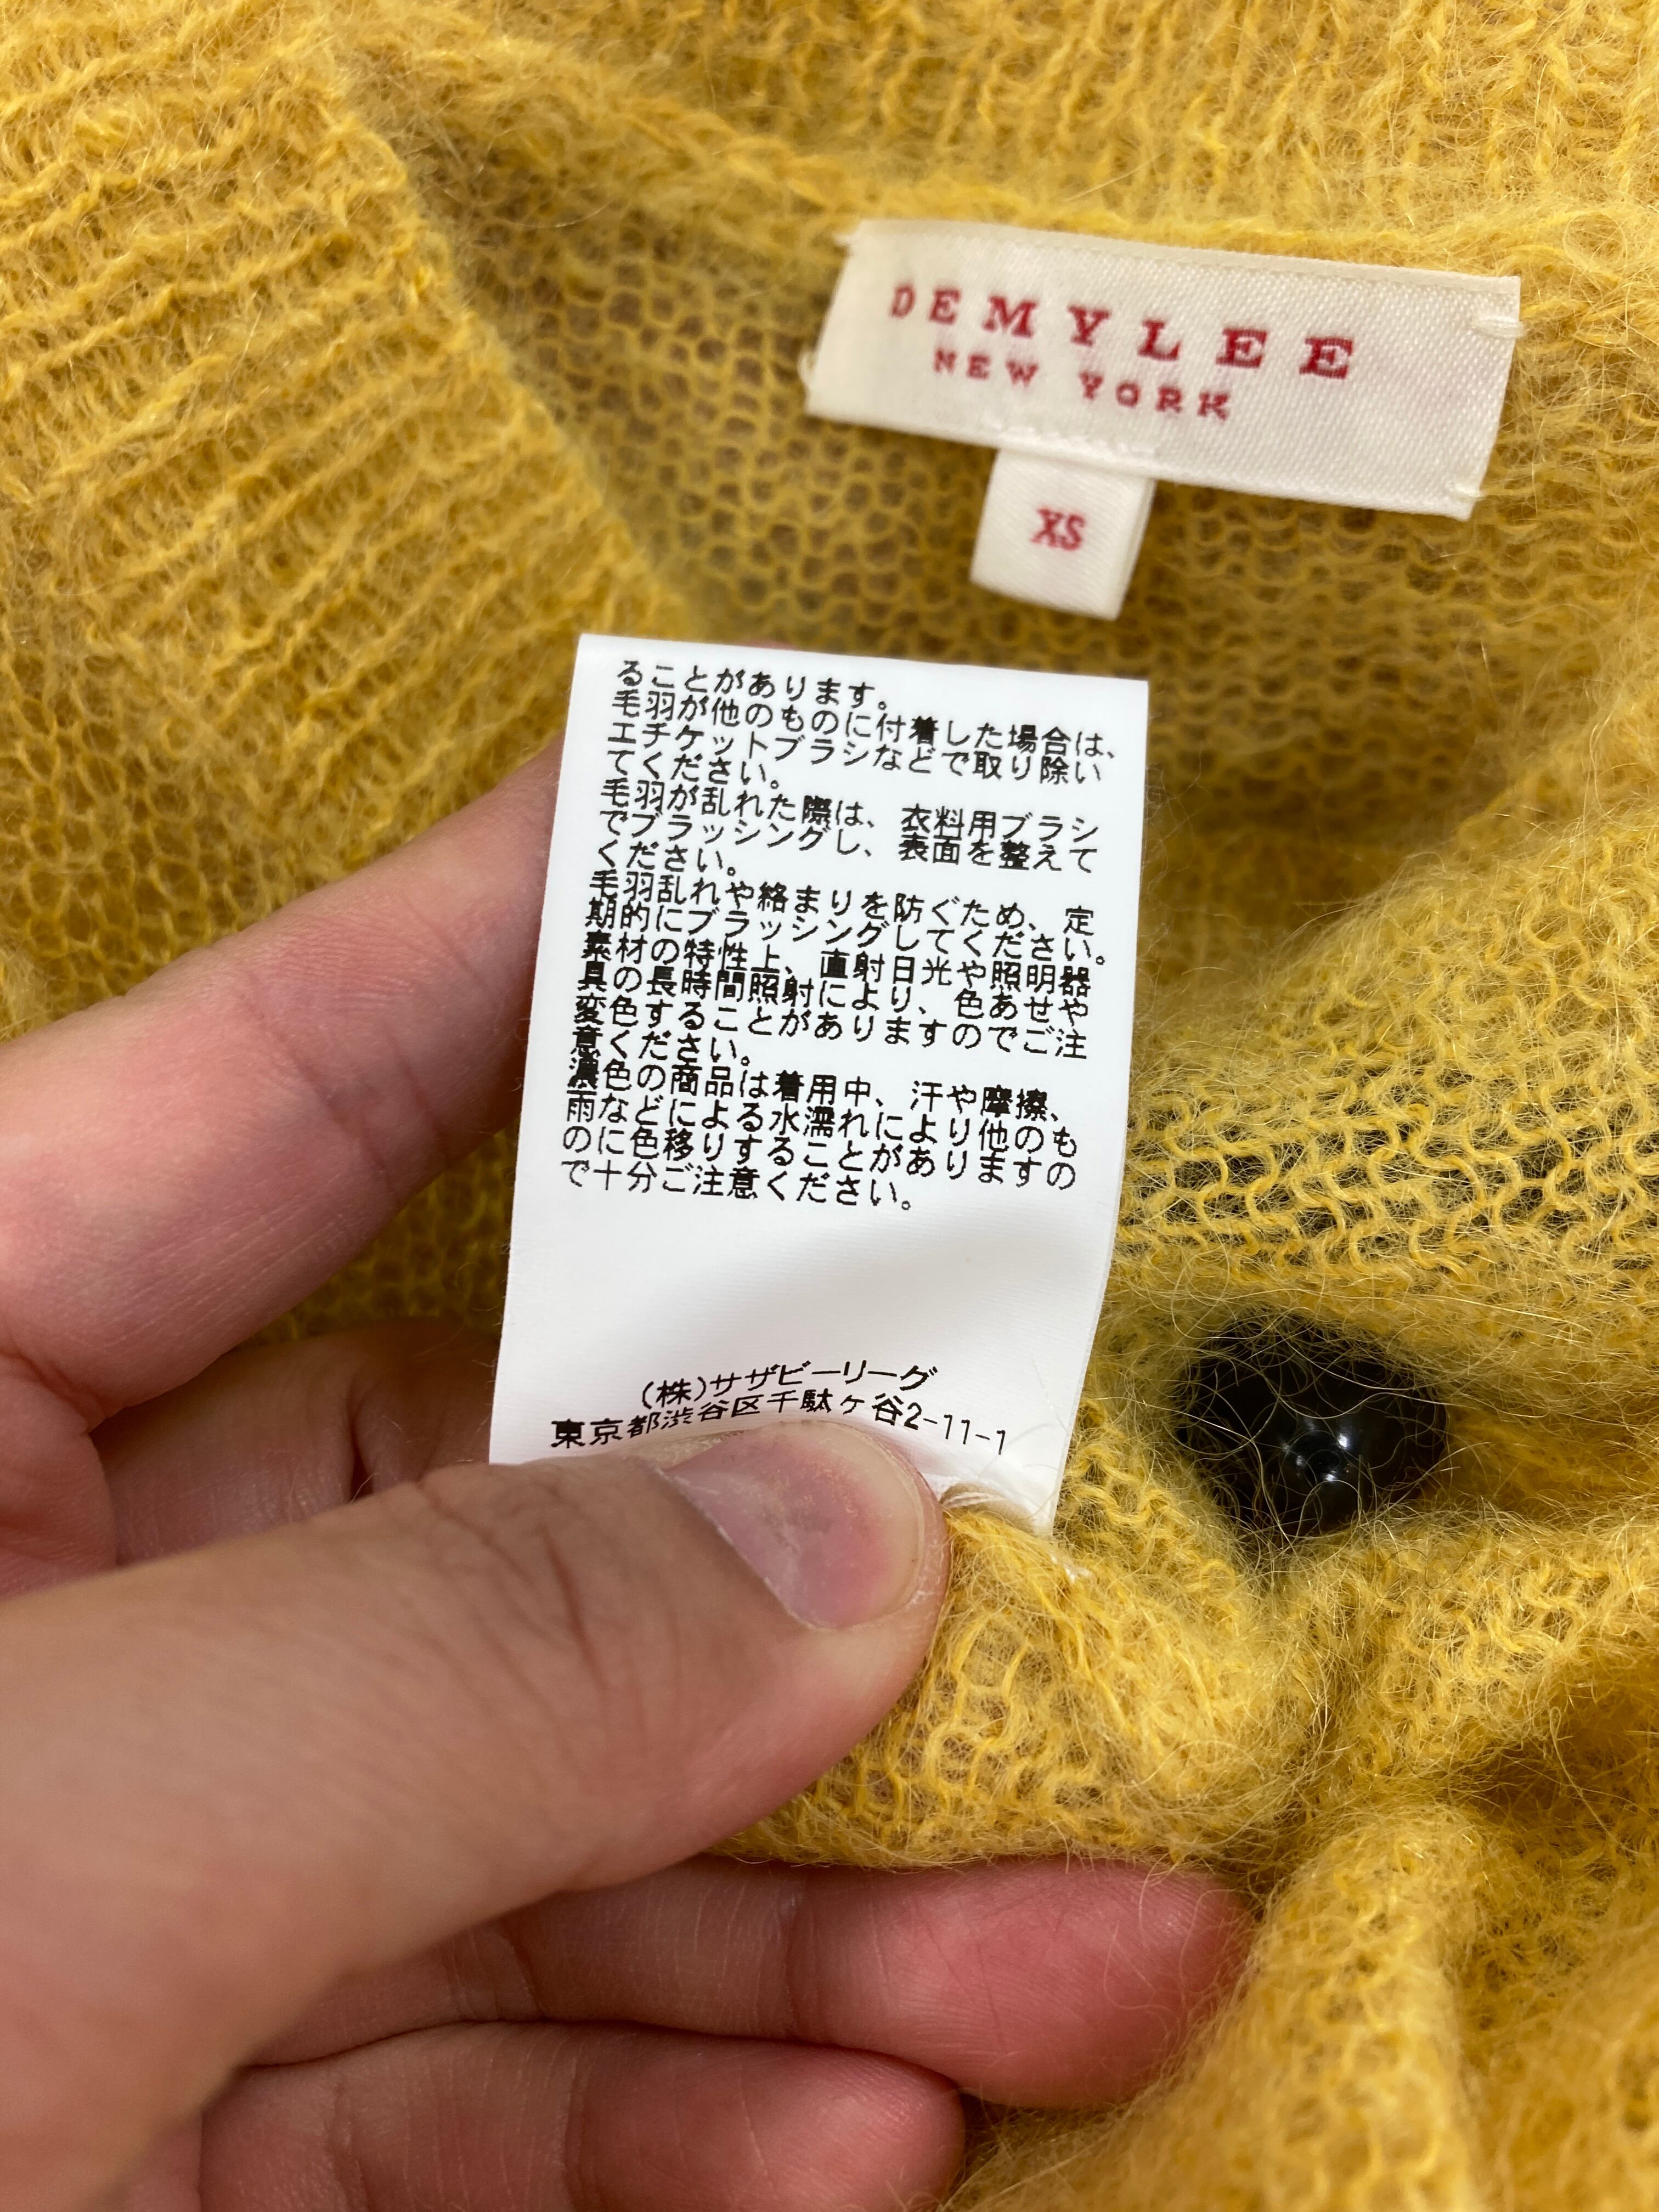 DEMYLEE
NEW YORK
XS
ることがあります。
毛羽が他のものに付着した場合は、
エチケットブラシなどで取り除い
てください。
毛羽が乱れた際は、衣料用ブラシ
でブラッシングし、表面を整えて
ください。
毛羽乱れや絡まりを防ぐため、定
期的にブラッシングしてください。
素材の特性上、直射日光や照明器
具の長時間照射により、色あせや
変色することがありますのでご注
意ください。
濃色の商品は着用中、汗や摩擦、
雨などによる水濡れにより他のも
のに色移りすることがありますの
で十分ご注意ください。
(株)サザビーリーグ
東京都渋谷区千駄ヶ谷2-11-1